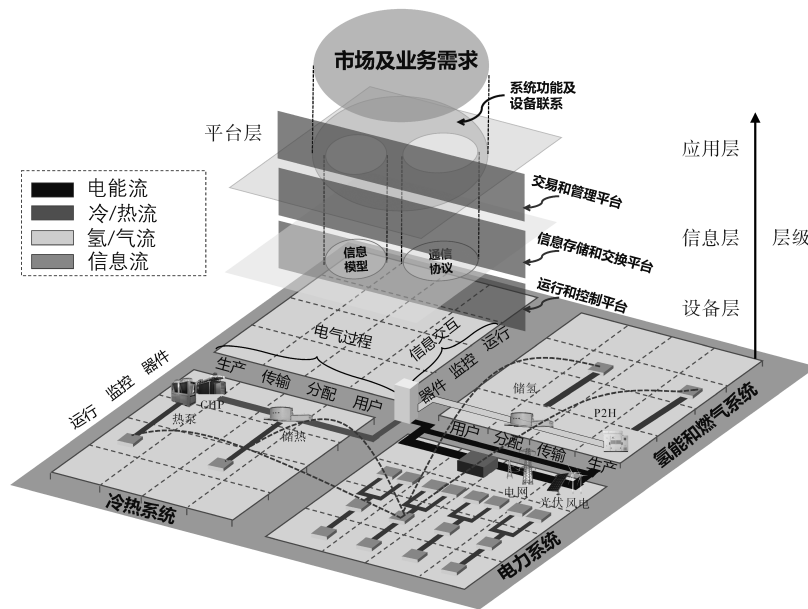 市场及业务需求
系统功能及
设备联系
平台层
应用层
电能流
冷/热流
氢/气流
信息流
交易和管理平台
信息层
层级
信息
模型
通信
协议
信息存储和交换平台
运行和控制平台
设备层
电气过程
信息交互
生产 传输 分配 用户
器件 监控 运行
运行 监控 器件
热泵
CHP
储热
储氢
P2H
用户 分配 传输 生产
电网
光伏
风电
冷热系统
电力系统
氢能和燃气系统